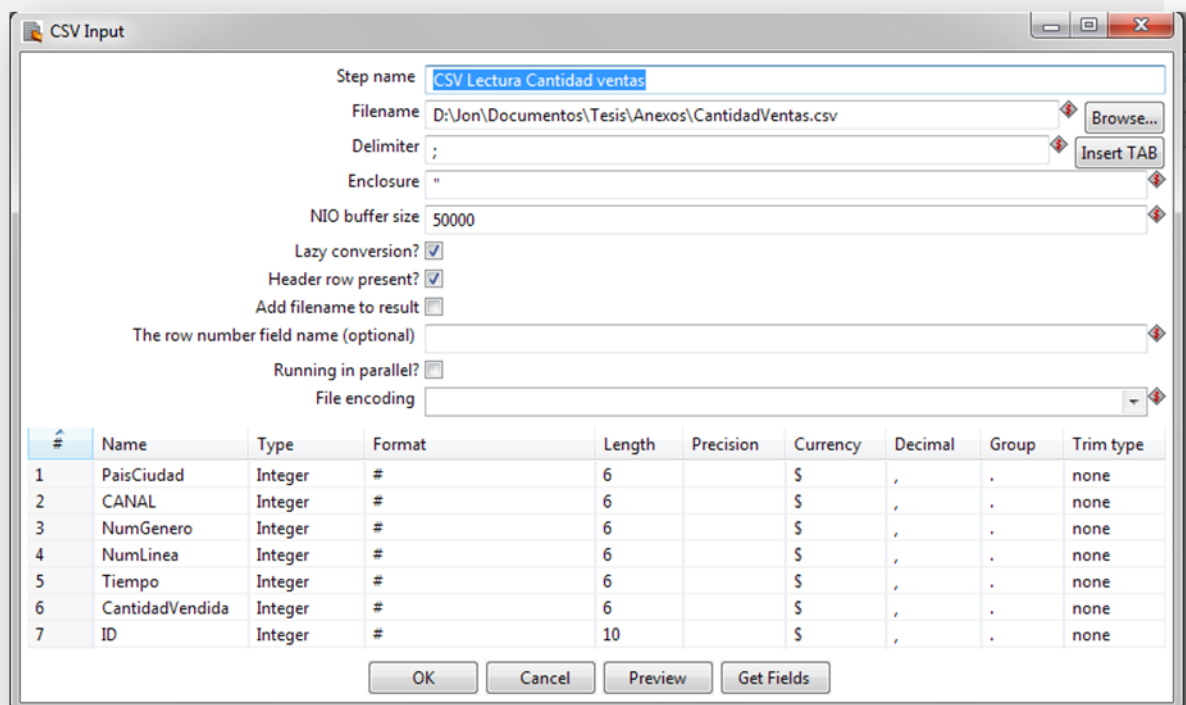 CSV Input
Step name CSV Lectura Cantidad ventas
Filename D:\Jon\Documentos\Tesis\Anexos\CantidadVentas.csv Browse...
Delimiter ; Insert TAB
Enclosure "
NIO buffer size 50000
Lazy conversion?
Header row present?
Add filename to result
The row number field name (optional)
Running in parallel?
File encoding
# Name Type Format Length Precision Currency Decimal Group Trim type
1 PaisCiudad Integer # 6 $ , . none
2 CANAL Integer # 6 $ , . none
3 NumGenero Integer # 6 $ , . none
4 NumLinea Integer # 6 $ , . none
5 Tiempo Integer # 6 $ , . none
6 CantidadVendida Integer # 6 $ , . none
7 ID Integer # 10 $ , . none
OK Cancel Preview Get Fields